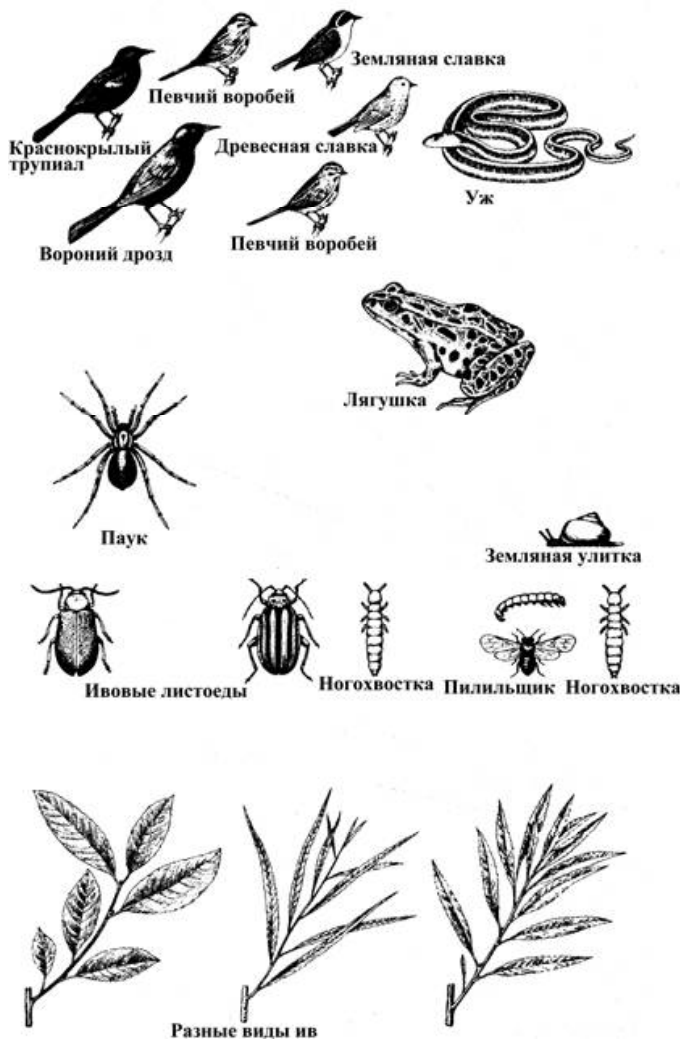 Земляная славка
Певчий воробей
Краснокрылый
трупиал
Древесная славка
Уж
Вороний дрозд
Певчий воробей
Лягушка
Паук
Земляная улитка
Ивовые листоеды
Ногохвостка
Пилильщик
Ногохвостка
Разные виды ив